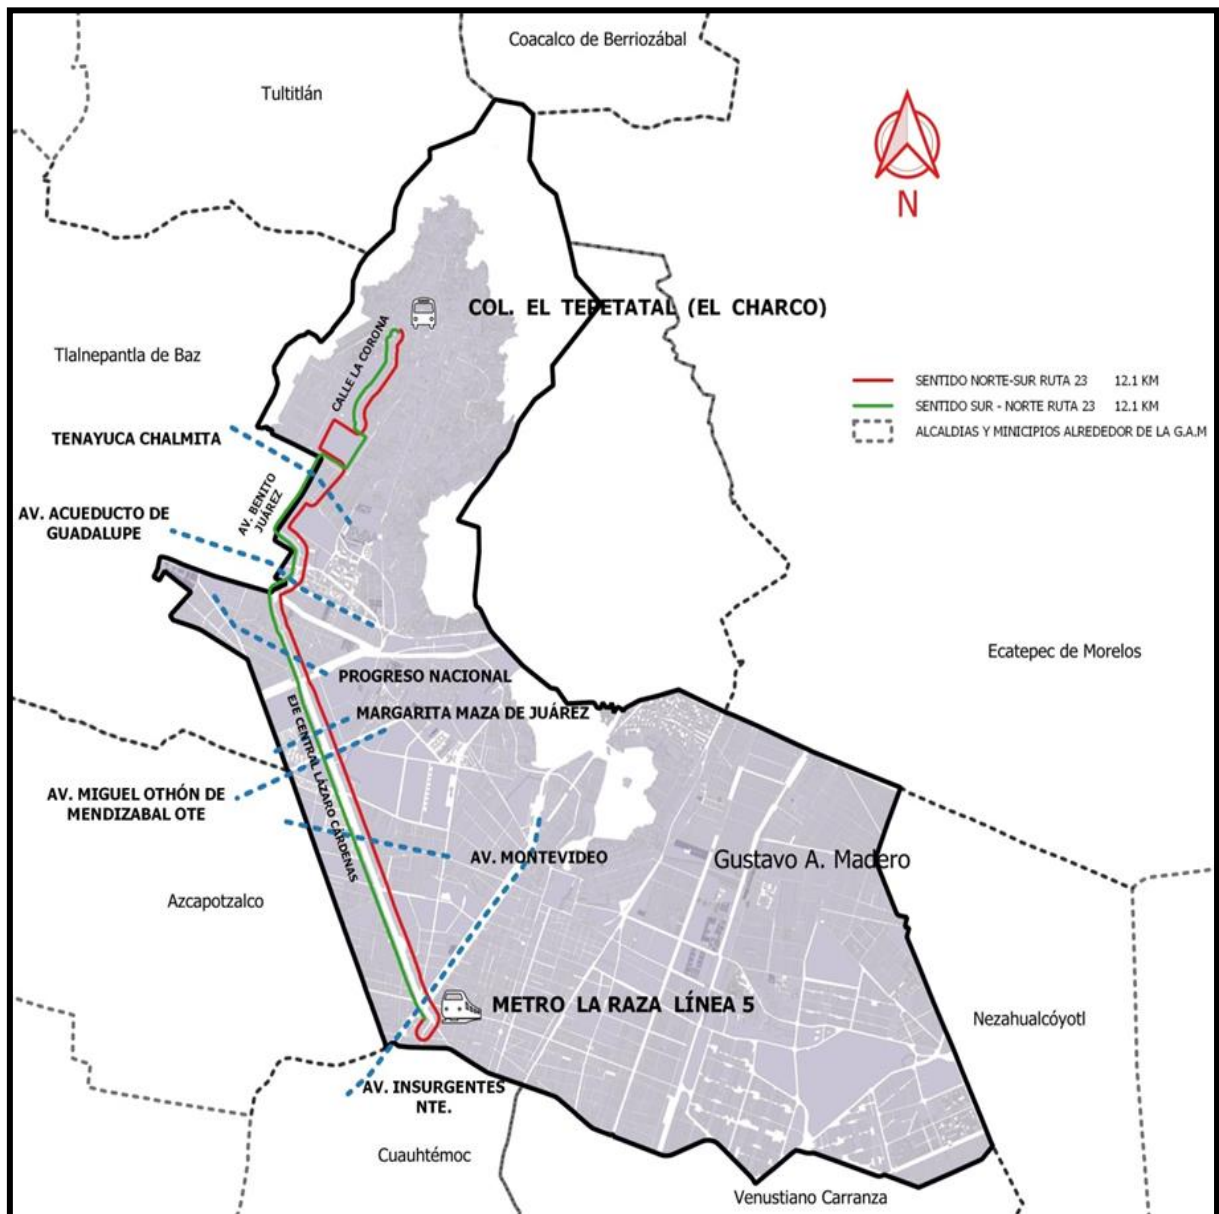 Coacalco de Berriozábal
Tultitlán
N
COL. EL TEPETATAL (EL CHARCO)
CALLE LA CORONA
Tlalnepantla de Baz
SENTIDO NORTE-SUR RUTA 23 12.1 KM
SENTIDO SUR - NORTE RUTA 23 12.1 KM
ALCALDIAS Y MINICIPIOS ALREDEDOR DE LA G.A.M
TENAYUCA CHALMITA
AV. BENITO
JUÁREZ
AV. ACUEDUCTO DE
GUADALUPE
Ecatepec de Morelos
PROGRESO NACIONAL
MARGARITA MAZA DE JUÁREZ
EJE CENTRAL LÁZARO CÁRDENAS
AV. MIGUEL OTHÓN DE
MENDIZABAL OTE
AV. MONTEVIDEO
Gustavo A. Madero
Azcapotzalco
METRO LA RAZA LÍNEA 5
Nezahualcóyotl
AV. INSURGENTES
NTE.
Cuauhtémoc
Venustiano Carranza